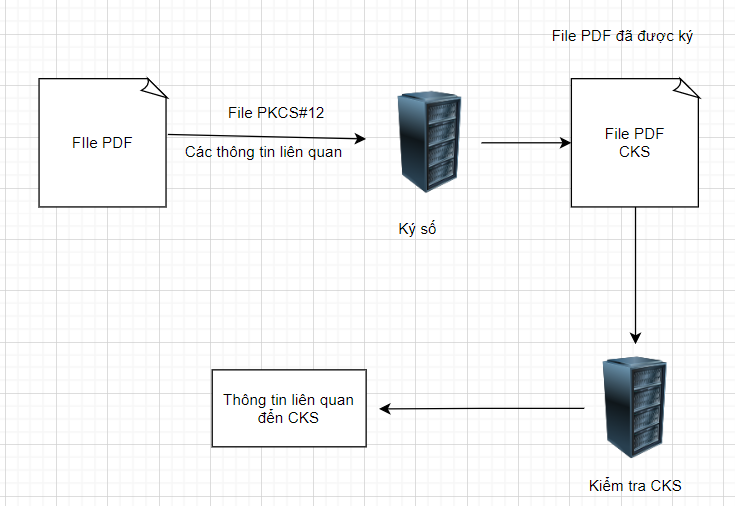 File PDF đã được ký
FIle PDF
File PKCS#12
Các thông tin liên quan
File PDF
CKS
Ký số
Thông tin liên quan
đển CKS
Kiểm tra CKS